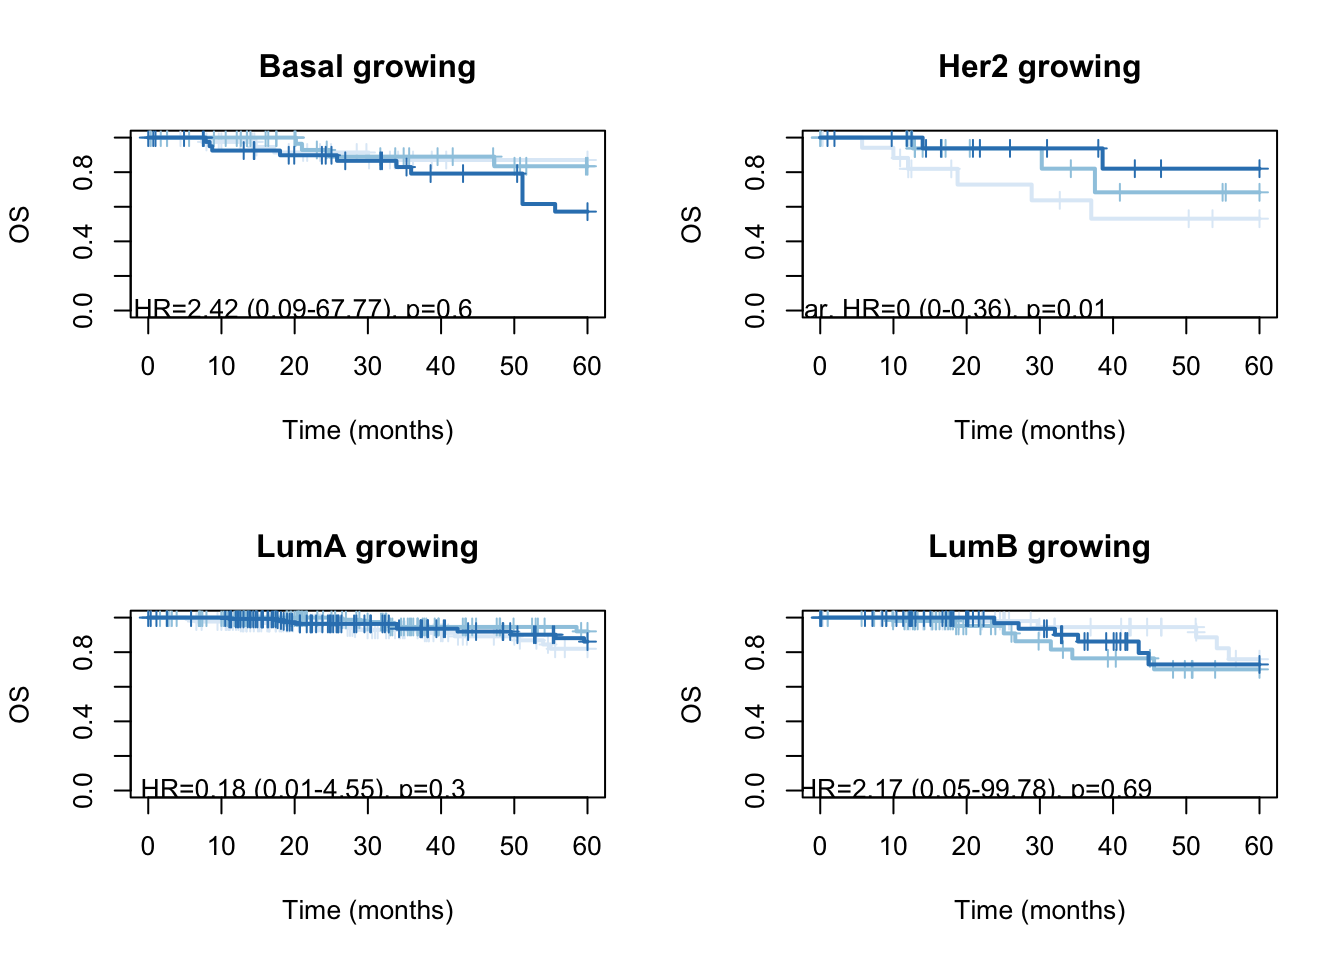 Basal growing
OS
0.0 0.4 0.8
HR=2.42 (0.09-67.77), p=0.6
0 10 20 30 40 50 60
Time (months)
Her2 growing
OS
0.0 0.4 0.8
ar, HR=0 (0-0.36), p=0.01
0 10 20 30 40 50 60
Time (months)
LumA growing
OS
0.0 0.4 0.8
HR=0.18 (0.01-4.55), p=0.3
0 10 20 30 40 50 60
Time (months)
LumB growing
OS
0.0 0.4 0.8
HR=2.17 (0.05-99.78), p=0.69
0 10 20 30 40 50 60
Time (months)